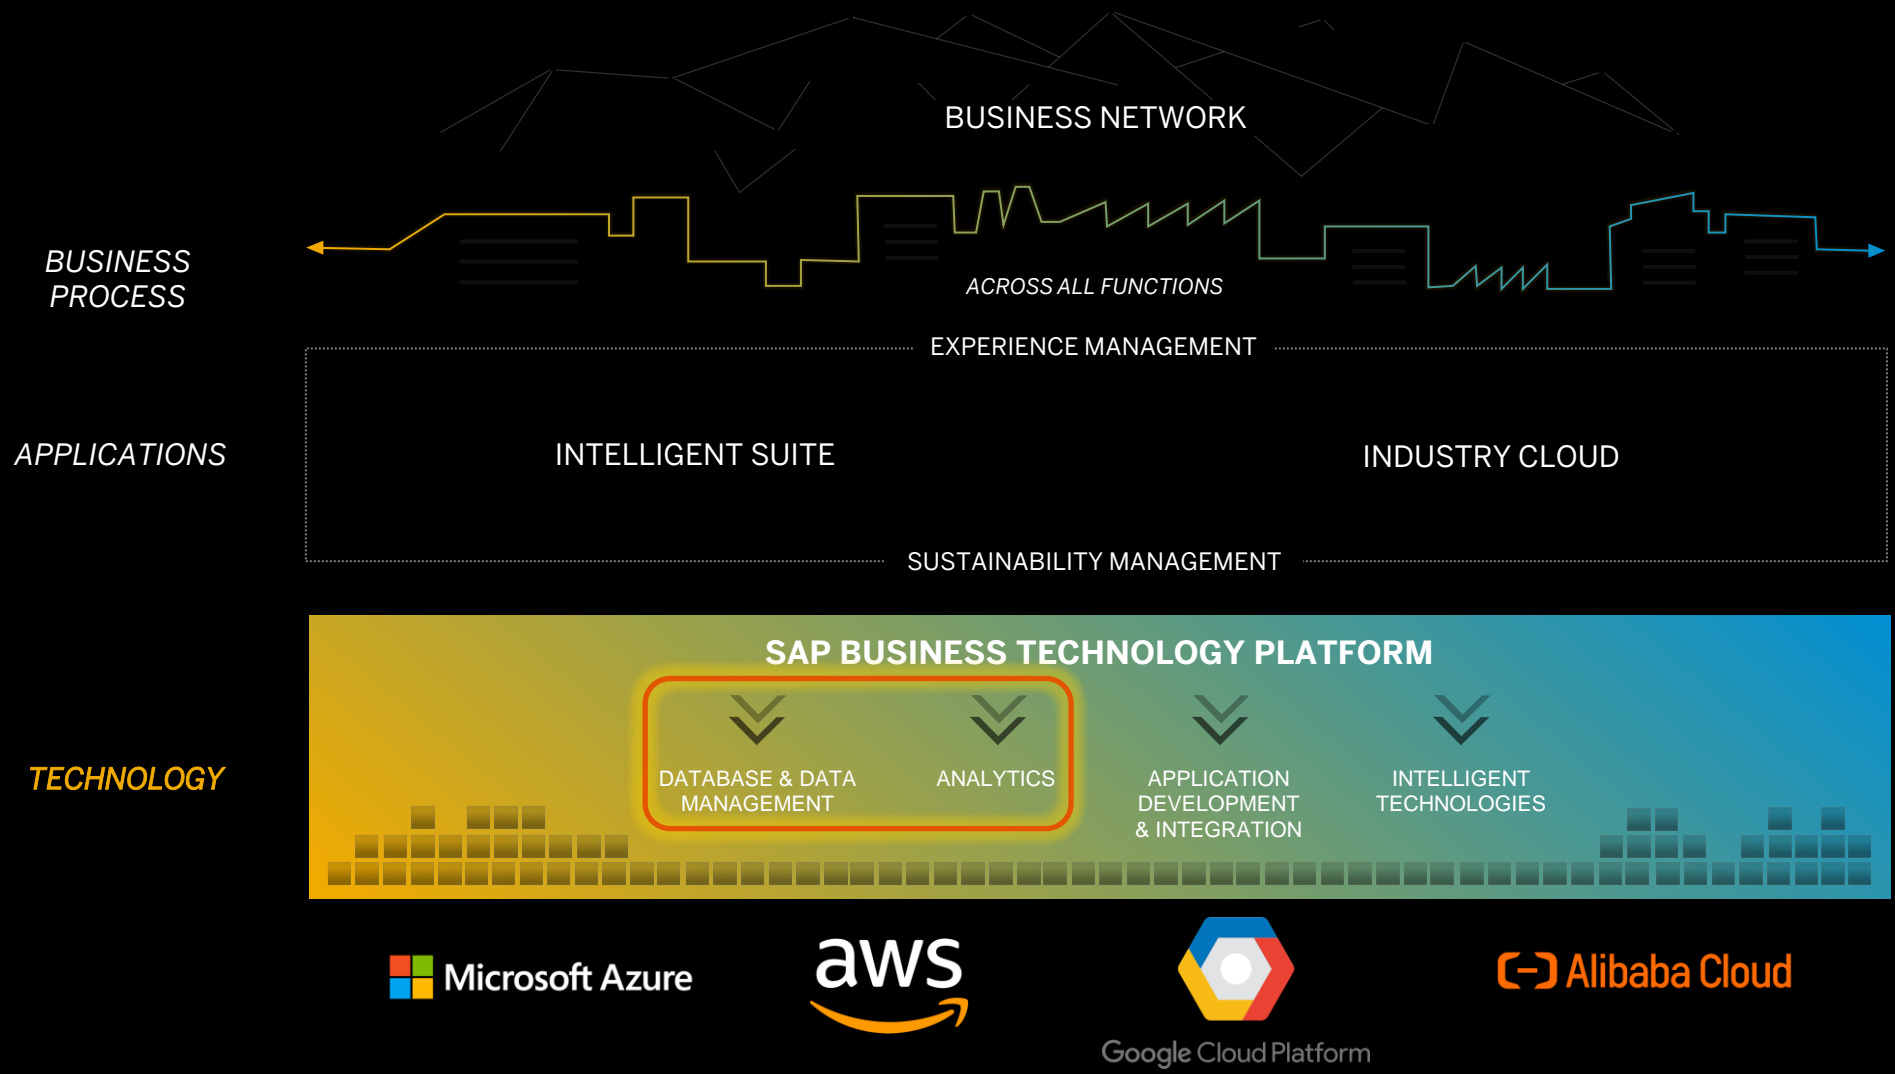 BUSINESS NETWORK
BUSINESS
PROCESS
ACROSS ALL FUNCTIONS
EXPERIENCE MANAGEMENT
APPLICATIONS
INTELLIGENT SUITE
INDUSTRY CLOUD
SUSTAINABILITY MANAGEMENT
SAP BUSINESS TECHNOLOGY PLATFORM
TECHNOLOGY
DATABASE & DATA
MANAGEMENT
ANALYTICS
APPLICATION
DEVELOPMENT
& INTEGRATION
INTELLIGENT
TECHNOLOGIES
Microsoft Azure
aws
Google Cloud Platform
Alibaba Cloud